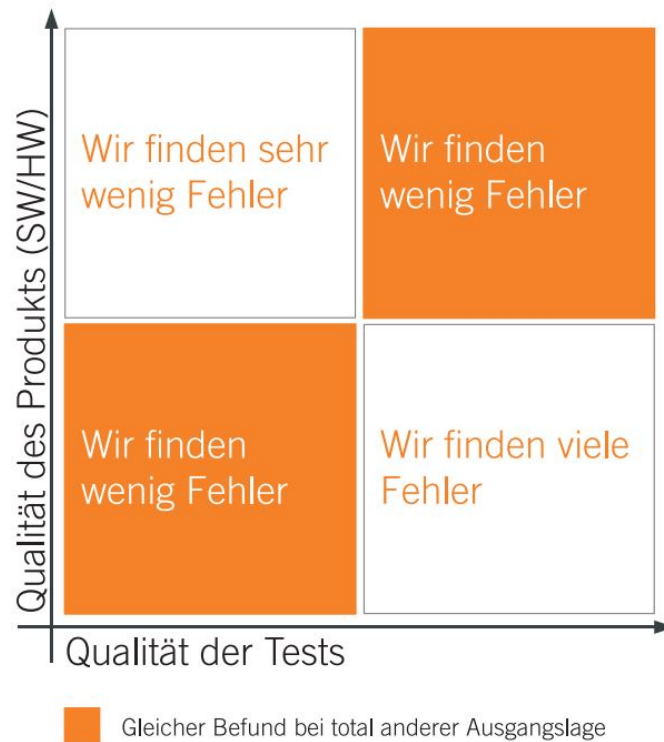 Qualität des Produkts (SW/HW)
Wir finden sehr
wenig Fehler
Wir finden
wenig Fehler
Wir finden
wenig Fehler
Wir finden viele
Fehler
Qualität der Tests
Gleicher Befund bei total anderer Ausgangslage